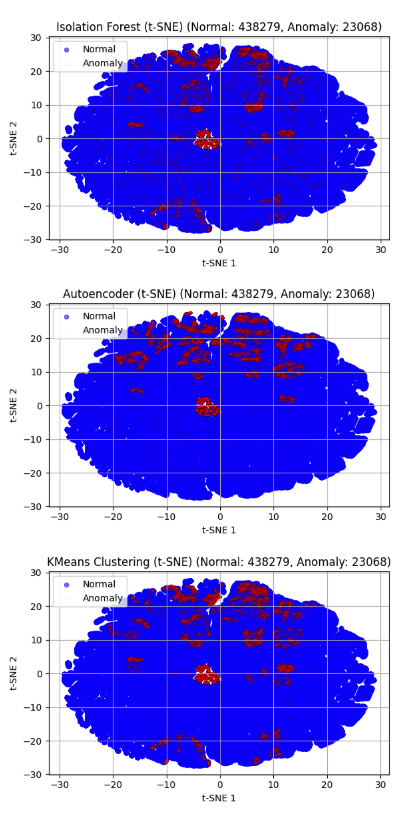 Isolation Forest (t-SNE) (Normal: 438279, Anomaly: 23068)
30
20
10
0
−10
−20
−30
t-SNE 2
Normal
Anomaly
−30 −20 −10 0 10 20 30
t-SNE 1
Autoencoder (t-SNE) (Normal: 438279, Anomaly: 23068)
30
20
10
0
−10
−20
−30
t-SNE 2
Normal
Anomaly
−30 −20 −10 0 10 20 30
t-SNE 1
KMeans Clustering (t-SNE) (Normal: 438279, Anomaly: 23068)
30
20
10
0
−10
−20
−30
t-SNE 2
Normal
Anomaly
−30 −20 −10 0 10 20 30
t-SNE 1